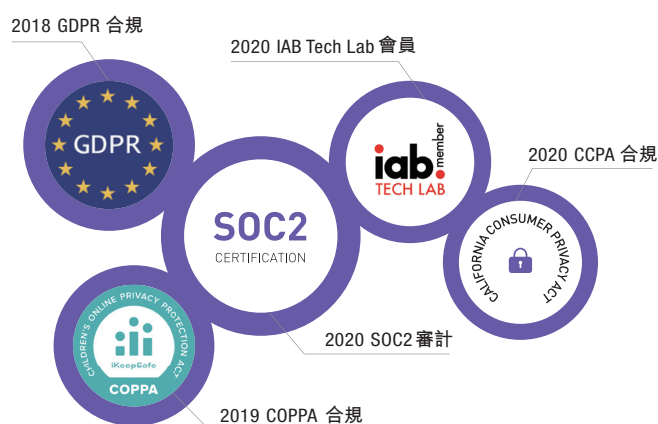 2018 GDPR 合規
2020 IAB Tech Lab 會員
GDPR
iab.
member
TECH LAB
2020 CCPA 合規
SOC2
CERTIFICATION
CALIFORNIA CONSUMER PRIVACY ACT
CHILDREN'S ONLINE PRIVACY PROTECTION ACT
iKeepSafe
COPPA
2020 SOC2 審計
2019 COPPA 合規